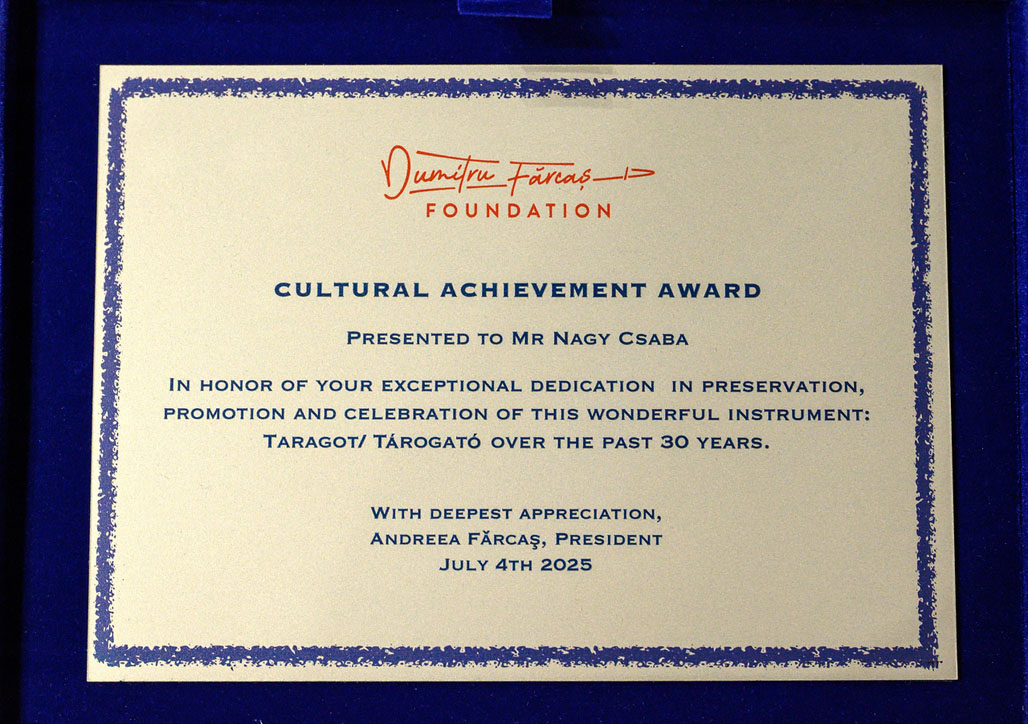 Dumitru Fărcaș
FOUNDATION
CULTURAL ACHIEVEMENT AWARD
PRESENTED TO MR NAGY CSABA
IN HONOR OF YOUR EXCEPTIONAL DEDICATION IN PRESERVATION,
PROMOTION AND CELEBRATION OF THIS WONDERFUL INSTRUMENT:
TARAGOT/ TÁROGATÓ OVER THE PAST 30 YEARS.
WITH DEEPEST APPRECIATION,
ANDREEA FĂRCAŞ, PRESIDENT
JULY 4TH 2025